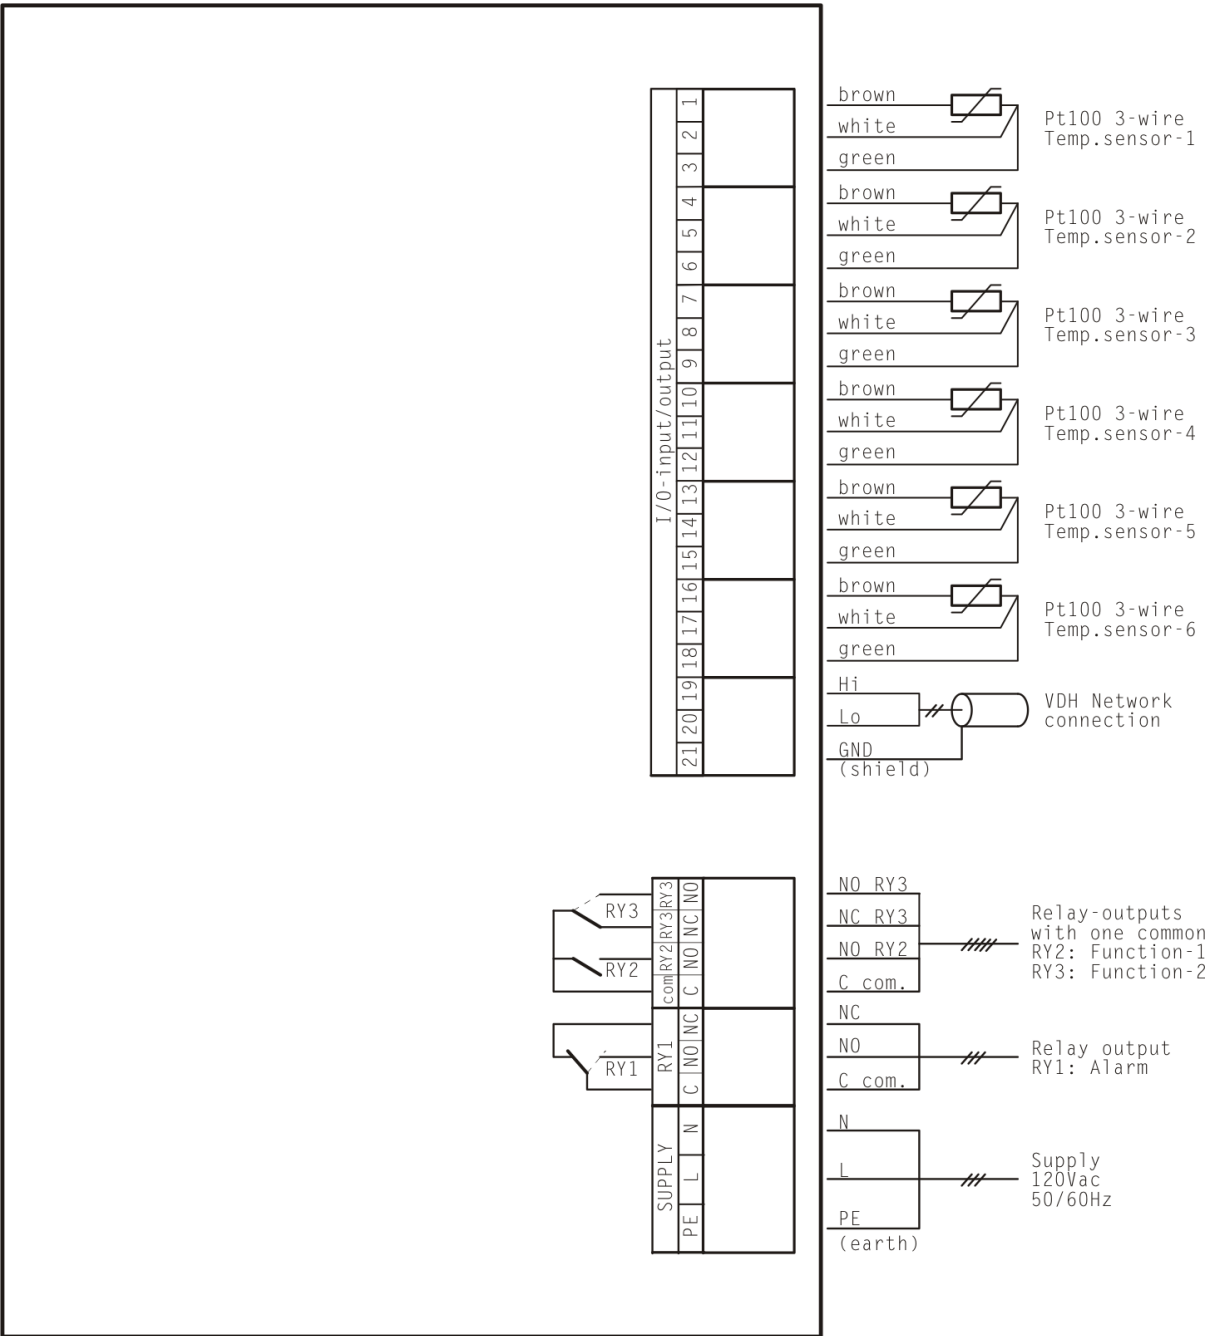 I/O-input/output
1
2
3
4
5
6
7
8
9
10
11
12
13
14
15
16
17
18
19
20
21
brown
white
green
Pt100 3-wire
Temp.sensor-1
brown
white
green
Pt100 3-wire
Temp.sensor-2
brown
white
green
Pt100 3-wire
Temp.sensor-3
brown
white
green
Pt100 3-wire
Temp.sensor-4
brown
white
green
Pt100 3-wire
Temp.sensor-5
brown
white
green
Pt100 3-wire
Temp.sensor-6
Hi
Lo
GND
(shield)
VDH Network
connection
RY3
RY2
RY3 NO
RY3 NC
RY2 NO
com C
NO RY3
NC RY3
NO RY2
C com.
Relay-outputs
with one common
RY2: Function-1
RY3: Function-2
RY1
RY1
NC
NO
C
NC
NO
C com.
Relay output
RY1: Alarm
SUPPLY
N
L
PE
N
L
PE
(earth)
Supply
120Vac
50/60Hz